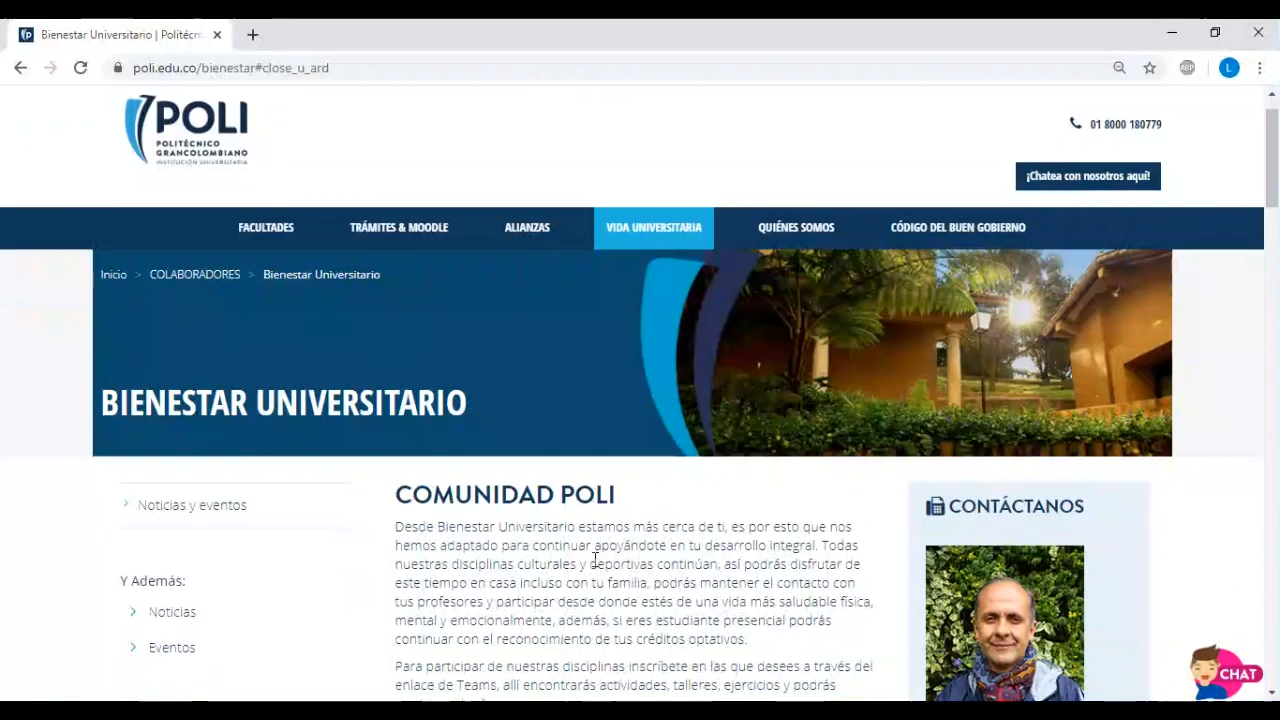 Bienestar Universitario | Politécni
poli.edu.co/bienestar#close_u_ard
ABP
L
POLI
POLITÉCNICO
GRANCOLOMBIANO
INSTITUCIÓN UNIVERSITARIA
01 8000 180779
¡Chatea con nosotros aquí!
FACULTADES
TRÁMITES & MOODLE
ALIANZAS
VIDA UNIVERSITARIA
QUIÉNES SOMOS
CÓDIGO DEL BUEN GOBIERNO
Inicio > COLABORADORES > Bienestar Universitario
BIENESTAR UNIVERSITARIO
Noticias y eventos
Y Además:
Noticias
Eventos
COMUNIDAD POLI
Desde Bienestar Universitario estamos más cerca de ti, es por esto que nos
hemos adaptado para continuar apoyándote en tu desarrollo integral. Todas
nuestras disciplinas culturales y deportivas continúan, así podrás disfrutar de
este tiempo en casa incluso con tu familia, podrás mantener el contacto con
tus profesores y participar desde donde estés de una vida más saludable física,
mental y emocionalmente, además, si eres estudiante presencial podrás
continuar con el reconocimiento de tus créditos optativos.
Para participar de nuestras disciplinas inscríbete en las que desees a través del
enlace de Teams, allí encontrarás actividades, talleres, ejercicios y podrás
CONTÁCTANOS
CHAT